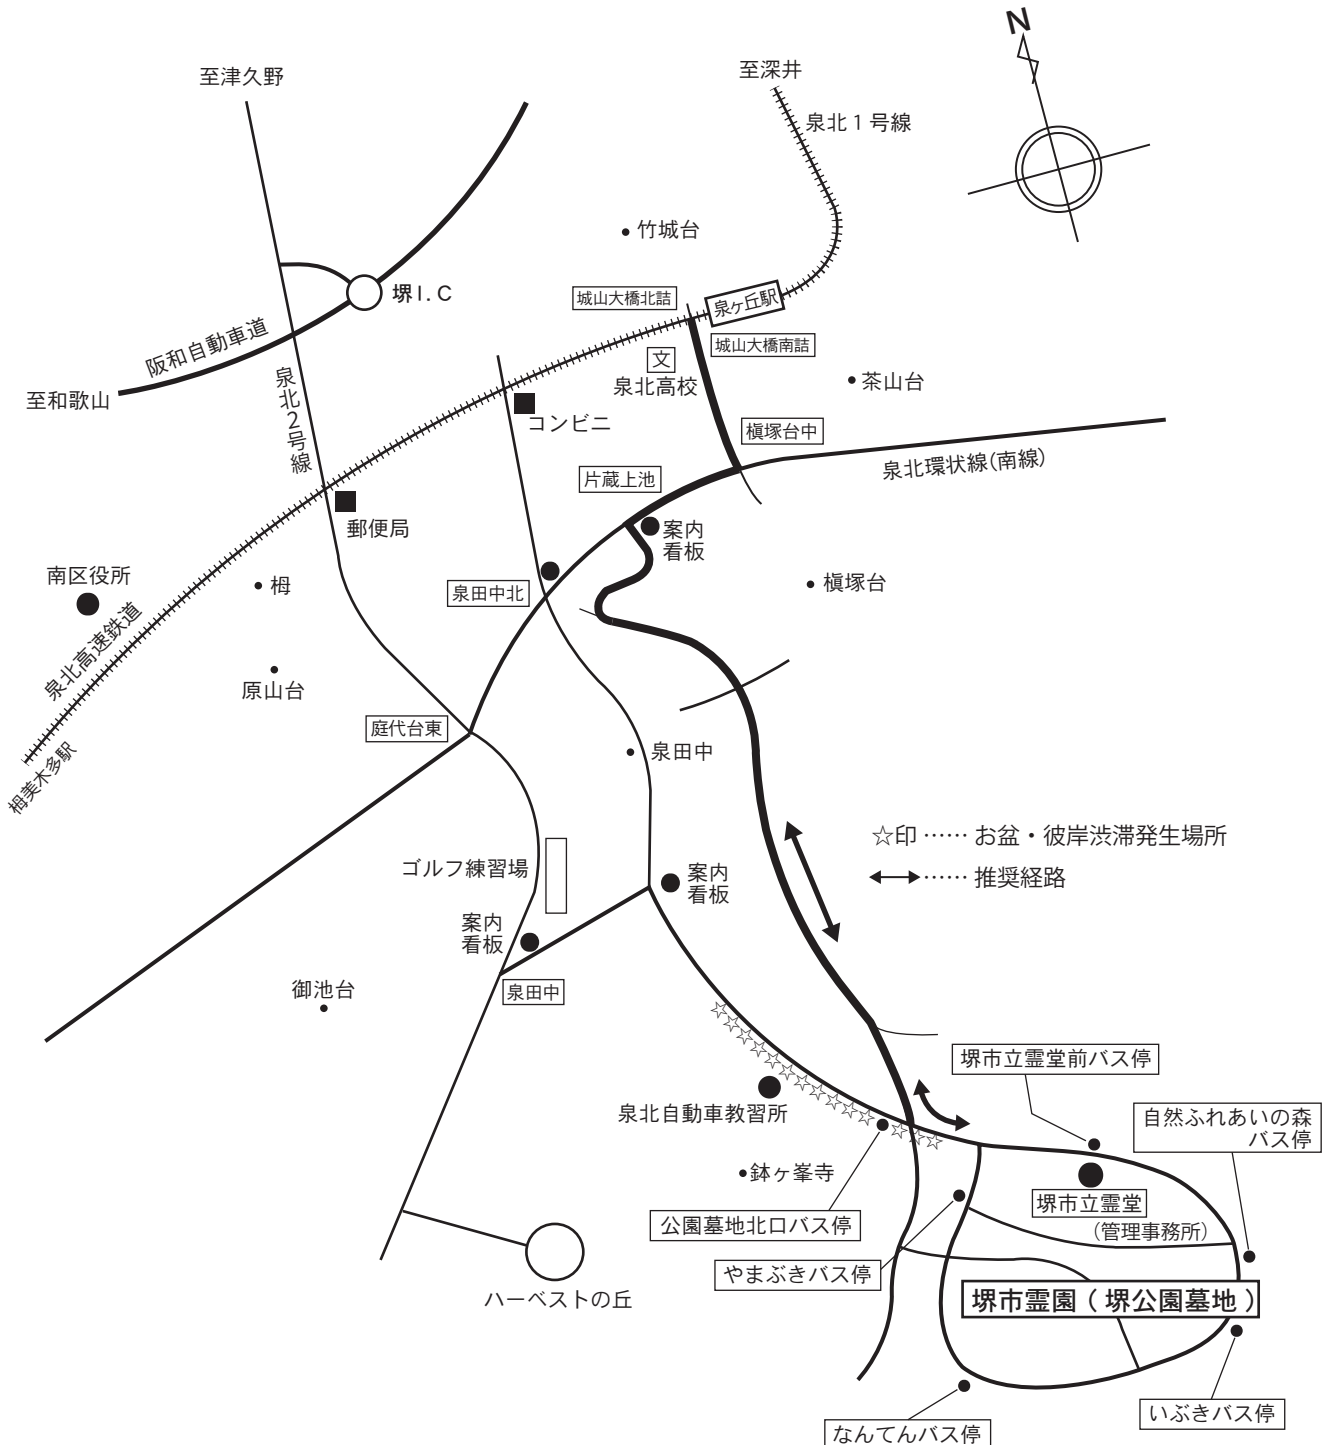 N
至津久野
至深井
泉北1号線
竹城台
城山大橋北詰
泉ヶ丘駅
堺I.C
阪和自動車道
至和歌山
泉北2号線
城山大橋南詰
文
泉北高校
茶山台
コンビニ
槇塚台中
泉北環状線(南線)
片蔵上池
郵便局
案内
看板
南区役所
栂
泉田中北
槇塚台
泉北高速鉄道
原山台
庭代台東
栂美木多駅
泉田中
☆印……お盆・彼岸渋滞発生場所
……推奨経路
ゴルフ練習場
案内
看板
案内
看板
御池台
泉田中
☆☆☆☆☆☆☆☆☆☆☆☆
☆☆☆
堺市立霊堂前バス停
泉北自動車教習所
自然ふれあいの森
バス停
鉢ヶ峯寺
堺市立霊堂
(管理事務所)
公園墓地北口バス停
やまぶきバス停
ハーベストの丘
堺市霊園(堺公園墓地)
いぶきバス停
なんてんバス停